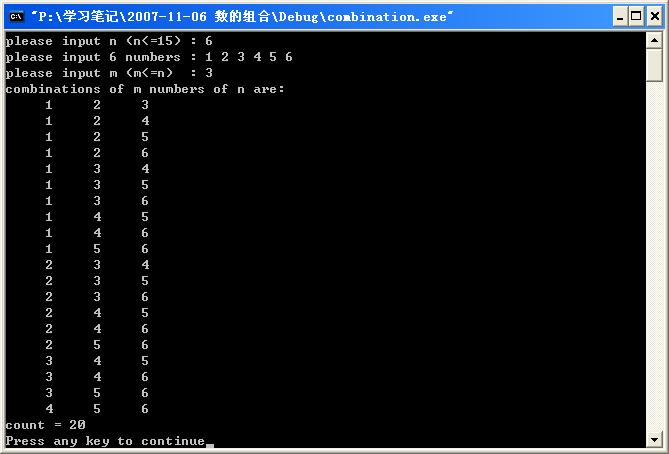 "P:\学习笔记\2007-11-06 数的组合\Debug\combination.exe"
please input n (n<=15) : 6
please input 6 numbers : 1 2 3 4 5 6
please input m (m<=n)  : 3
combinations of m numbers of n are:
     1     2     3
     1     2     4
     1     2     5
     1     2     6
     1     3     4
     1     3     5
     1     3     6
     1     4     5
     1     4     6
     1     5     6
     2     3     4
     2     3     5
     2     3     6
     2     4     5
     2     4     6
     2     5     6
     3     4     5
     3     4     6
     3     5     6
     4     5     6
count = 20
Press any key to continue_